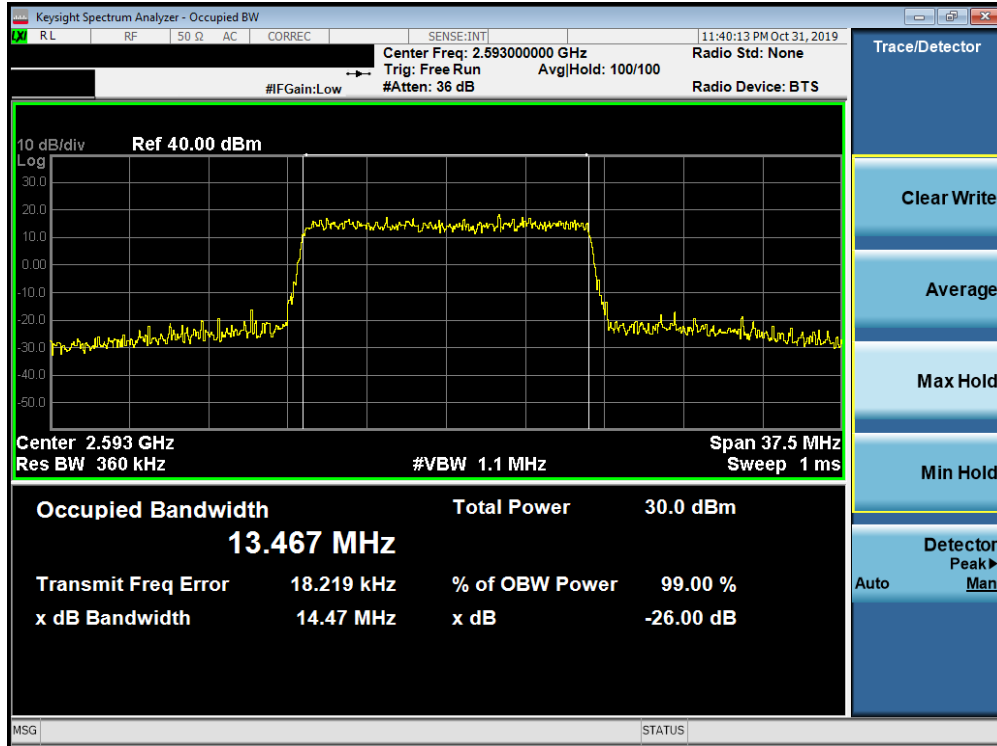 Keysight Spectrum Analyzer - Occupied BW
LXI RL RF 50 Ω AC CORREC SENSE:INT 11:40:13 PM Oct 31, 2019
Center Freq: 2.593000000 GHz Radio Std: None
Trig: Free Run Avg|Hold: 100/100
#IFGain:Low #Atten: 36 dB Radio Device: BTS
Trace/Detector
10 dB/div Ref 40.00 dBm
Log
30.0
20.0
10.0
0.00
-10.0
-20.0
-30.0
-40.0
-50.0
Center 2.593 GHz Span 37.5 MHz
Res BW 360 kHz #VBW 1.1 MHz Sweep 1 ms
Occupied Bandwidth Total Power 30.0 dBm
13.467 MHz
Transmit Freq Error 18.219 kHz % of OBW Power 99.00 %
x dB Bandwidth 14.47 MHz x dB -26.00 dB
Clear Write
Average
Max Hold
Min Hold
Detector
Peak▶
Auto Man
MSG STATUS